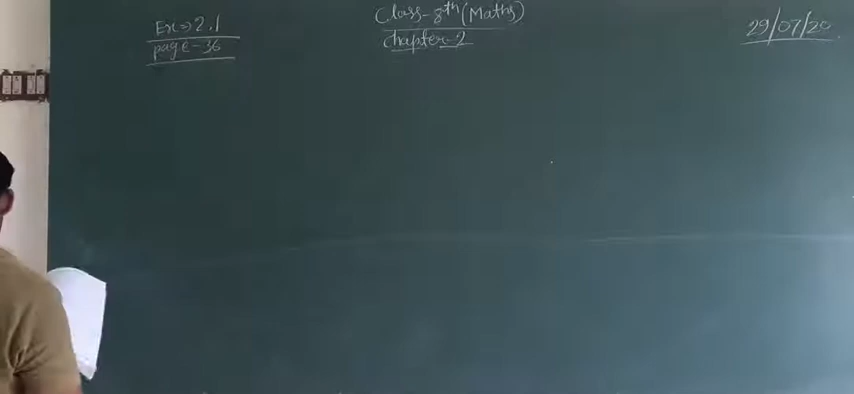 Ex⇒2.1
page-36
Class-8th (Maths)
chapter-2
29/07/20